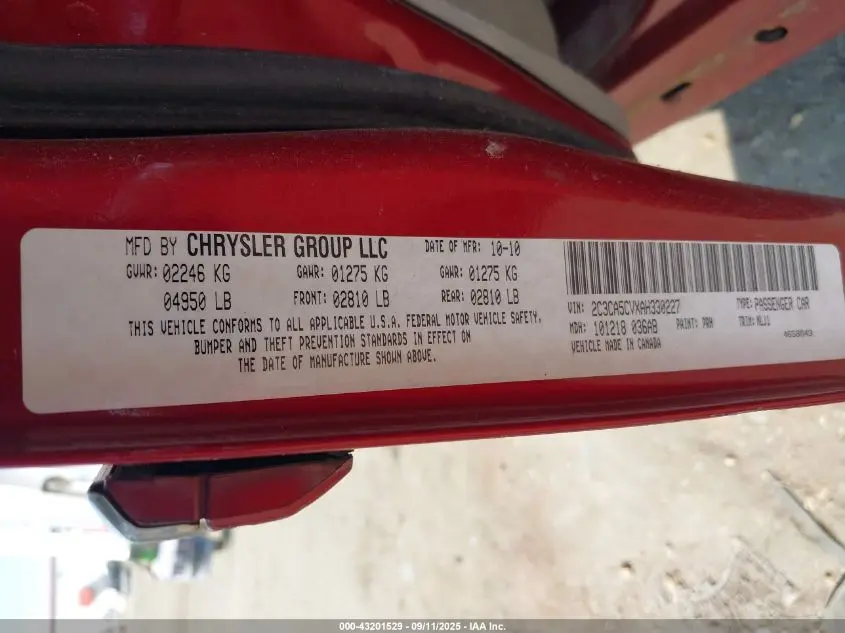 MFD BY CHRYSLER GROUP LLC DATE OF MFR: 10-10
GVWR: 02246 KG GAWR: 01275 KG GAWR: 01275 KG
04950 LB FRONT: 02810 LB REAR: 02810 LB
THIS VEHICLE CONFORMS TO ALL APPLICABLE U.S.A. FEDERAL MOTOR VEHICLE SAFETY,
BUMPER AND THEFT PREVENTION STANDARDS IN EFFECT ON
THE DATE OF MANUFACTURE SHOWN ABOVE.
VIN: 2C3CA5CVXAH330227 TYPE: PASSENGER CAR
MDH: 101218 036AB PAINT: PRH TRIM: MLX1
VEHICLE MADE IN CANADA
000-43201529 - 09/11/2025 - IAA Inc.